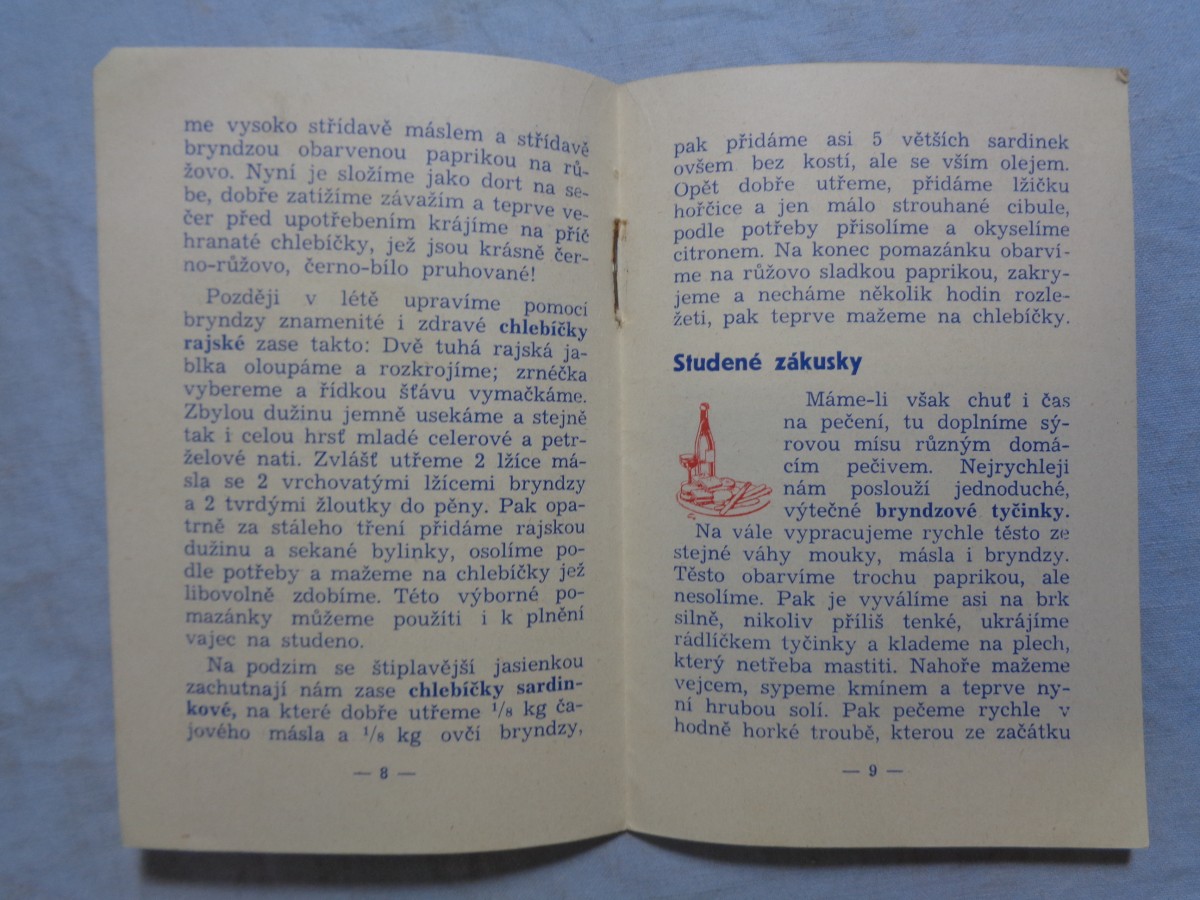 me vysoko střídavě máslem a střídavě
bryndzou obarvenou paprikou na rů-
žovo. Nyní je složíme jako dort na se-
be, dobře zatížíme závažím a teprve ve-
čer před upotřebením krájíme na příč
hranaté chlebíčky, jež jsou krásně čer-
no-růžovo, černo-bílo pruhované!
Později v létě upravíme pomocí
bryndzy znamenité i zdravé chlebíčky
rajské zase takto: Dvě tuhá rajská ja-
blka oloupáme a rozkrojíme; zrnéčka
vybereme a řídkou šťávu vymačkáme.
Zbylou dužinu jemně usekáme a stejně
tak i celou hrsť mladé celerové a petr-
želové nati. Zvlášť utřeme 2 lžíce má-
sla se 2 vrchovatými lžícemi bryndzy
a 2 tvrdými žloutky do pěny. Pak opa-
trně za stálého tření přidáme rajskou
dužinu a sekané bylinky, osolíme po-
dle potřeby a mažeme na chlebíčky jež
libovolně zdobíme. Této výborné po-
mazánky můžeme použíti i k plnění
vajec na studeno.
Na podzim se štiplavější jasienkou
zachutnají nám zase chlebíčky sardin-
kové, na které dobře utřeme ¹/₈ kg ča-
jového másla a ¹/₈ kg ovčí bryndzy,
— 8 —
pak přidáme asi 5 větších sardinek
ovšem bez kostí, ale se vším olejem.
Opět dobře utřeme, přidáme lžičku
hořčice a jen málo strouhané cibule,
podle potřeby přisolíme a okyselíme
citronem. Na konec pomazánku obarví-
me na růžovo sladkou paprikou, zakry-
jeme a necháme několik hodin rozle-
žeti, pak teprve mažeme na chlebíčky.
Studené zákusky
Máme-li však chuť i čas
na pečení, tu doplníme sý-
rovou mísu různým domá-
cím pečivem. Nejrychleji
nám poslouží jednoduché,
výtečné bryndzové tyčinky.
Na vále vypracujeme rychle těsto ze
stejné váhy mouky, másla i bryndzy.
Těsto obarvíme trochu paprikou, ale
nesolíme. Pak je vyválíme asi na brk
silně, nikoliv příliš tenké, ukrájíme
rádlíčkem tyčinky a klademe na plech,
který netřeba mastiti. Nahoře mažeme
vejcem, sypeme kmínem a teprve ny-
ní hrubou solí. Pak pečeme rychle v
hodně horké troubě, kterou ze začátku
— 9 —